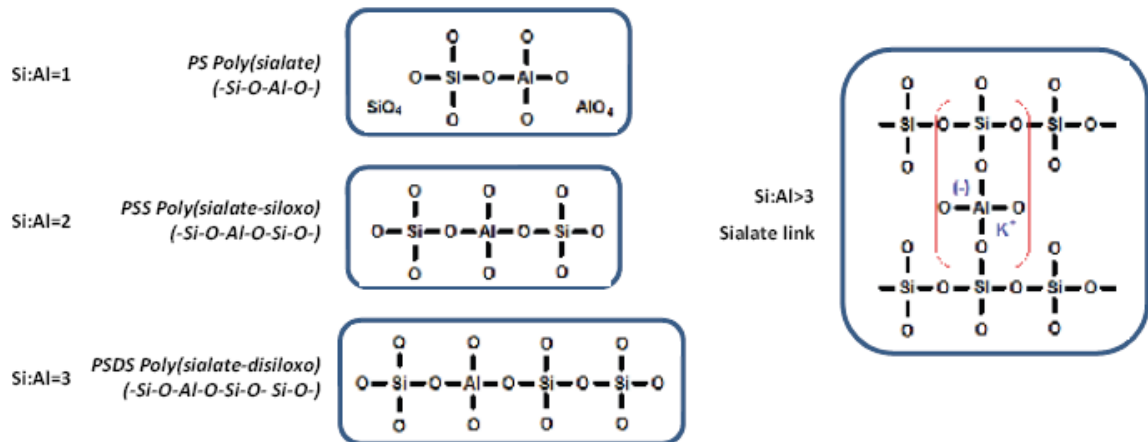 Si:Al=1
PS Poly(sialate)
(-Si-O-Al-O-)
O O
O Si O Al O
SiO₄ AlO₄
O O
Si:Al=2
PSS Poly(sialate-siloxo)
(-Si-O-Al-O-Si-O-)
O O O
O Si O Al O Si O
O O O
Si:Al=3
PSDS Poly(sialate-disiloxo)
(-Si-O-Al-O-Si-O- Si-O-)
O O O O
O Si O Al O Si O Si O
O O O O
Si:Al>3
Sialate link
O O O
Si O Si O Si O
O O O
(-)
O Al O
K⁺
O O O
Si O Si O Si O
O O O